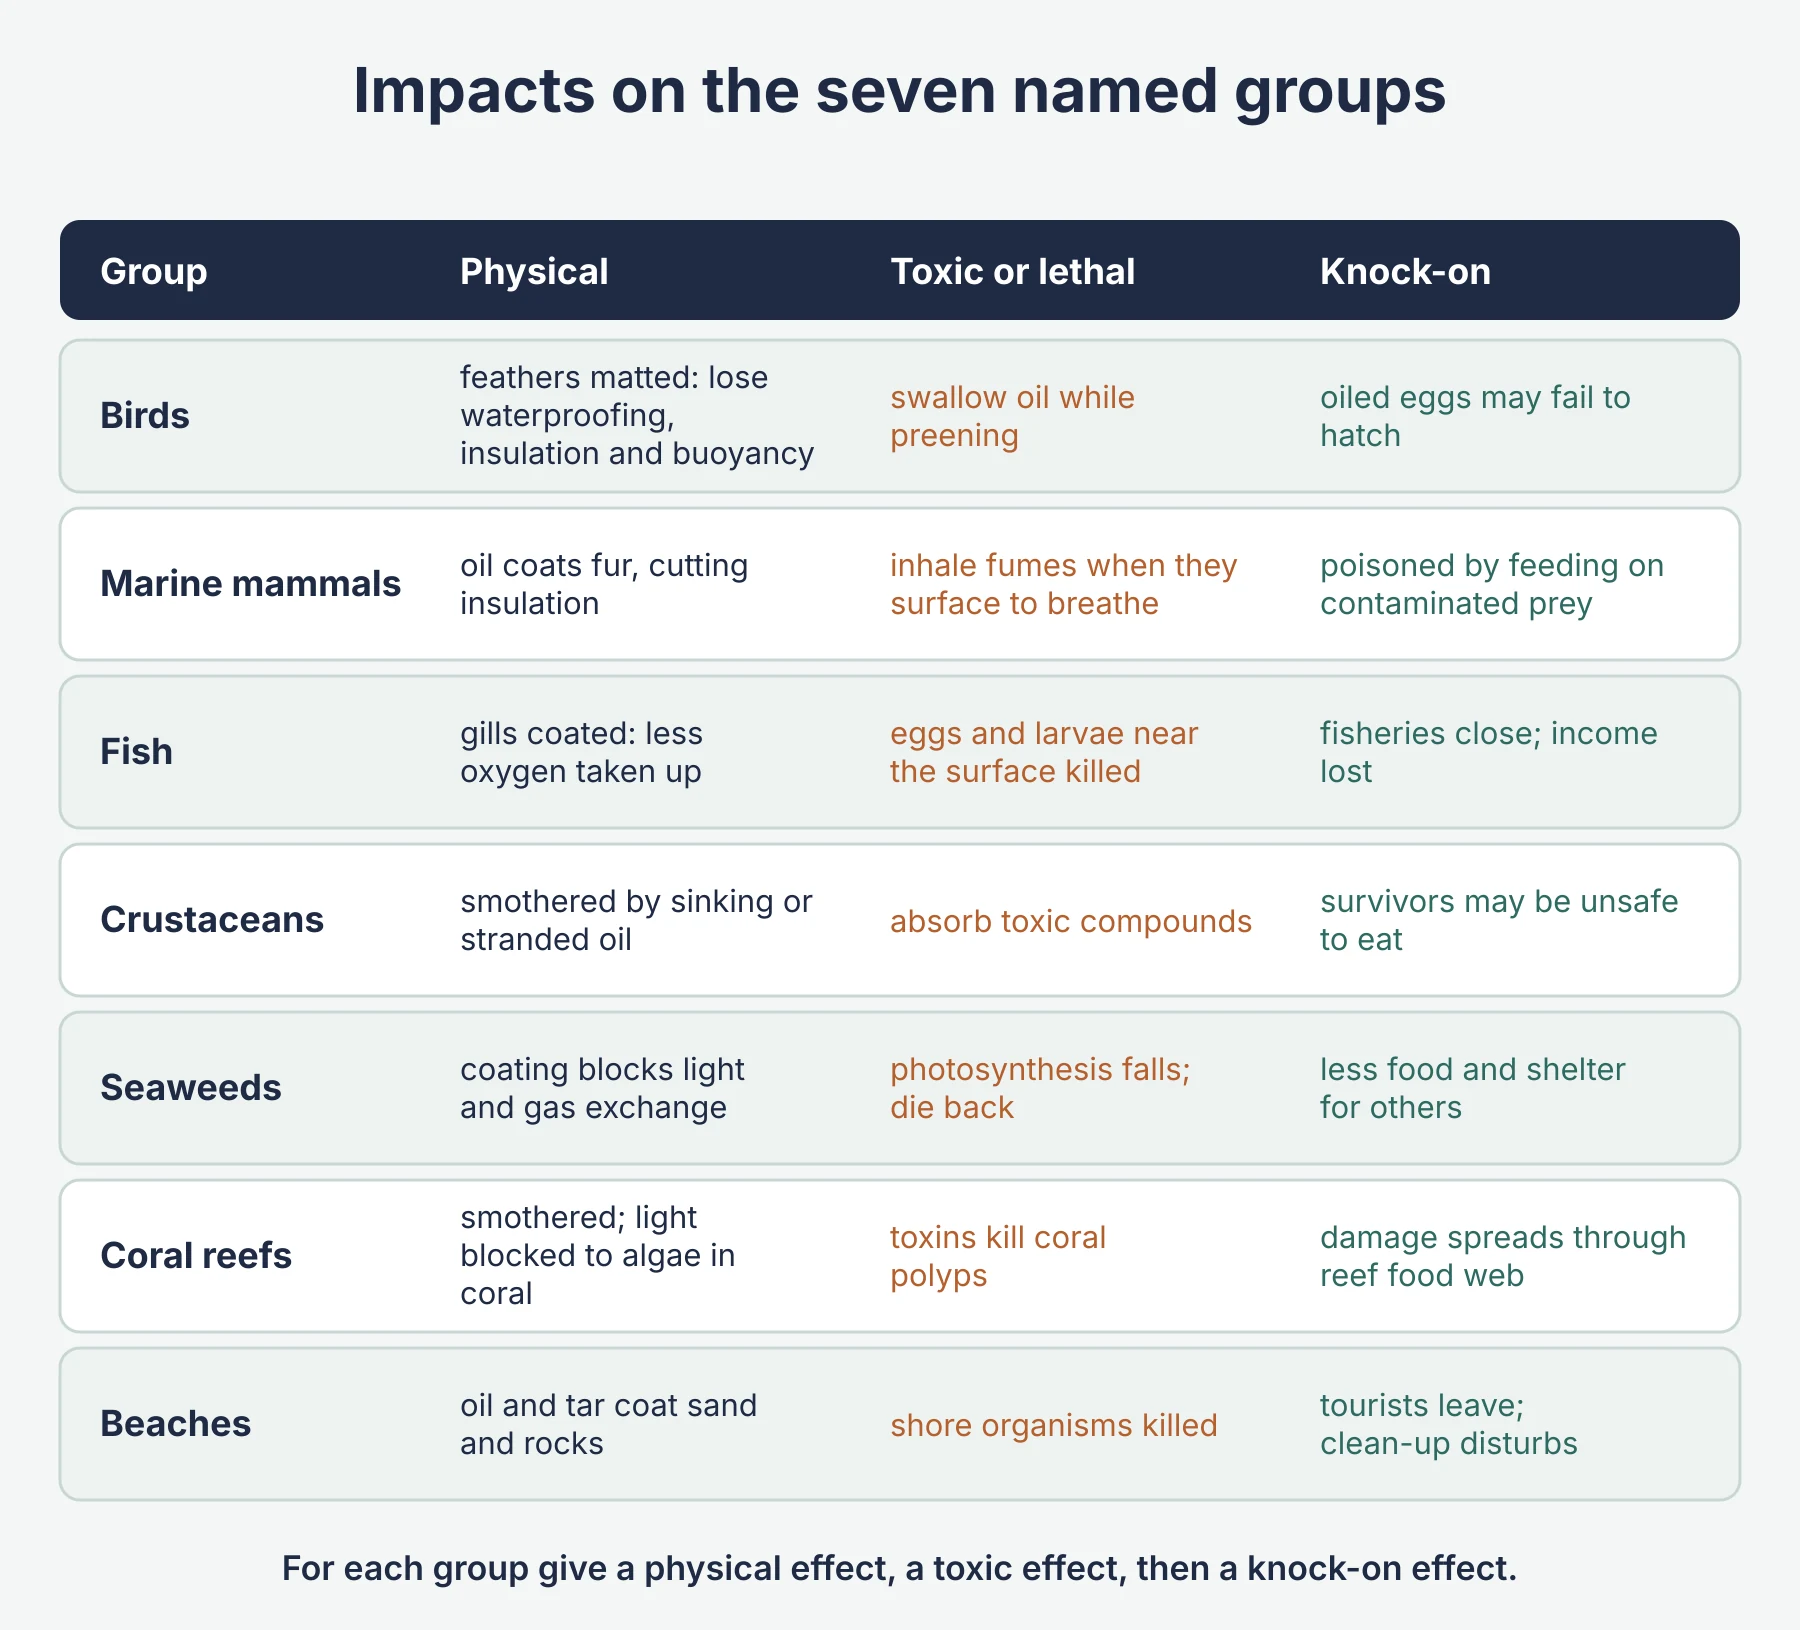 Impacts on the seven named groups
Group
Physical
Toxic or lethal
Knock-on
Birds
feathers matted: lose
waterproofing,
insulation and buoyancy
swallow oil while
preening
oiled eggs may fail to
hatch
Marine mammals
oil coats fur, cutting
insulation
inhale fumes when they
surface to breathe
poisoned by feeding on
contaminated prey
Fish
gills coated: less
oxygen taken up
eggs and larvae near
the surface killed
fisheries close; income
lost
Crustaceans
smothered by sinking or
stranded oil
absorb toxic compounds
survivors may be unsafe
to eat
Seaweeds
coating blocks light
and gas exchange
photosynthesis falls;
die back
less food and shelter
for others
Coral reefs
smothered; light
blocked to algae in
coral
toxins kill coral
polyps
damage spreads through
reef food web
Beaches
oil and tar coat sand
and rocks
shore organisms killed
tourists leave;
clean-up disturbs
For each group give a physical effect, a toxic effect, then a knock-on effect.